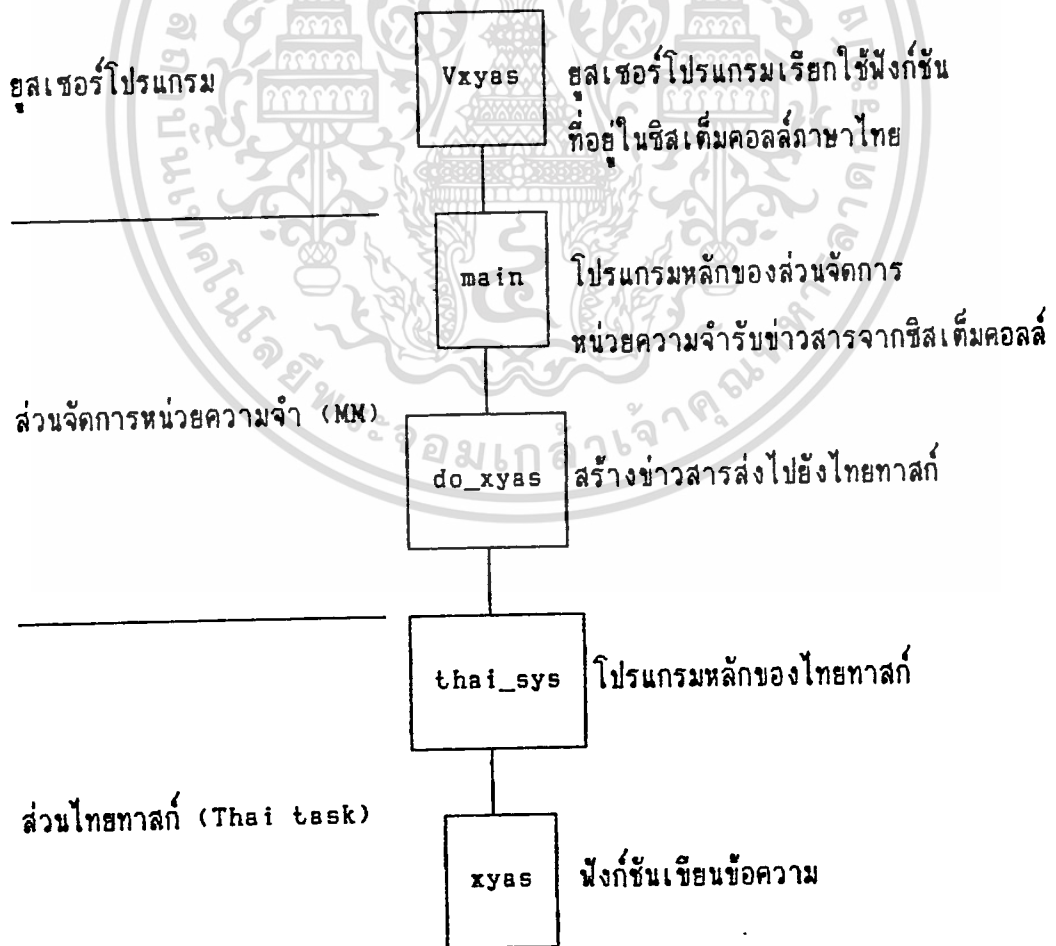 ยูสเซอร์โปรแกรม
Vxyas
ยูสเซอร์โปรแกรมเรียกใช้ฟังก์ชัน
ที่อยู่ในซิสเต็มคอลล์ภาษาไทย
main
โปรแกรมหลักของส่วนจัดการ
หน่วยความจำรับข่าวสารจากซิสเต็มคอลล์
ส่วนจัดการหน่วยความจำ (MM)
do_xyas
สร้างข่าวสารส่งไปยังไทยทาสก์
thai_sys
โปรแกรมหลักของไทยทาสก์
ส่วนไทยทาสก์ (Thai task)
xyas
ฟังก์ชันเขียนข้อความ